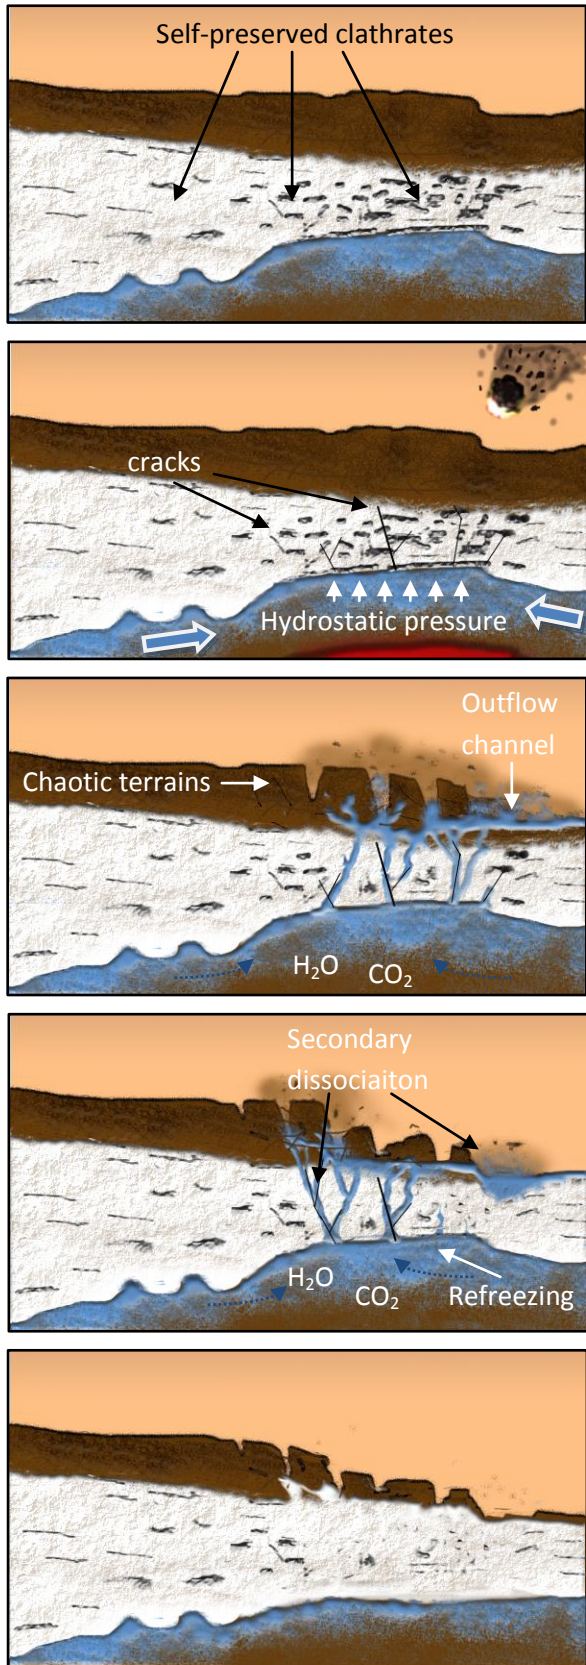 Self-preserved clathrates
cracks
Hydrostatic pressure
Outflow
channel
Chaotic terrains
H₂O
CO₂
Secondary
dissociaiton
H₂O
CO₂
Refreezing